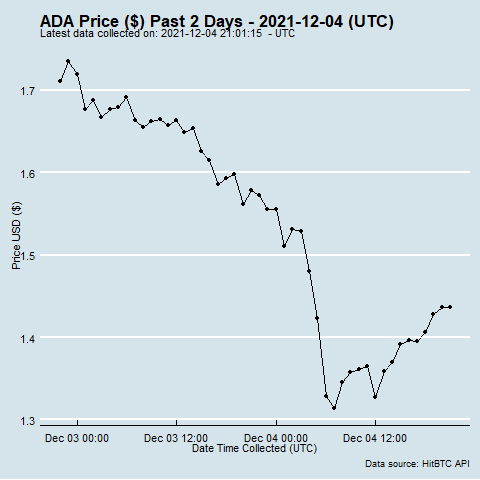 ADA Price ($) Past 2 Days - 2021-12-04 (UTC)
Latest data collected on: 2021-12-04 21:01:15  - UTC
Price USD ($)
1.7
1.6
1.5
1.4
1.3
Dec 03 00:00 Dec 03 12:00 Dec 04 00:00 Dec 04 12:00
Date Time Collected (UTC)
Data source: HitBTC API